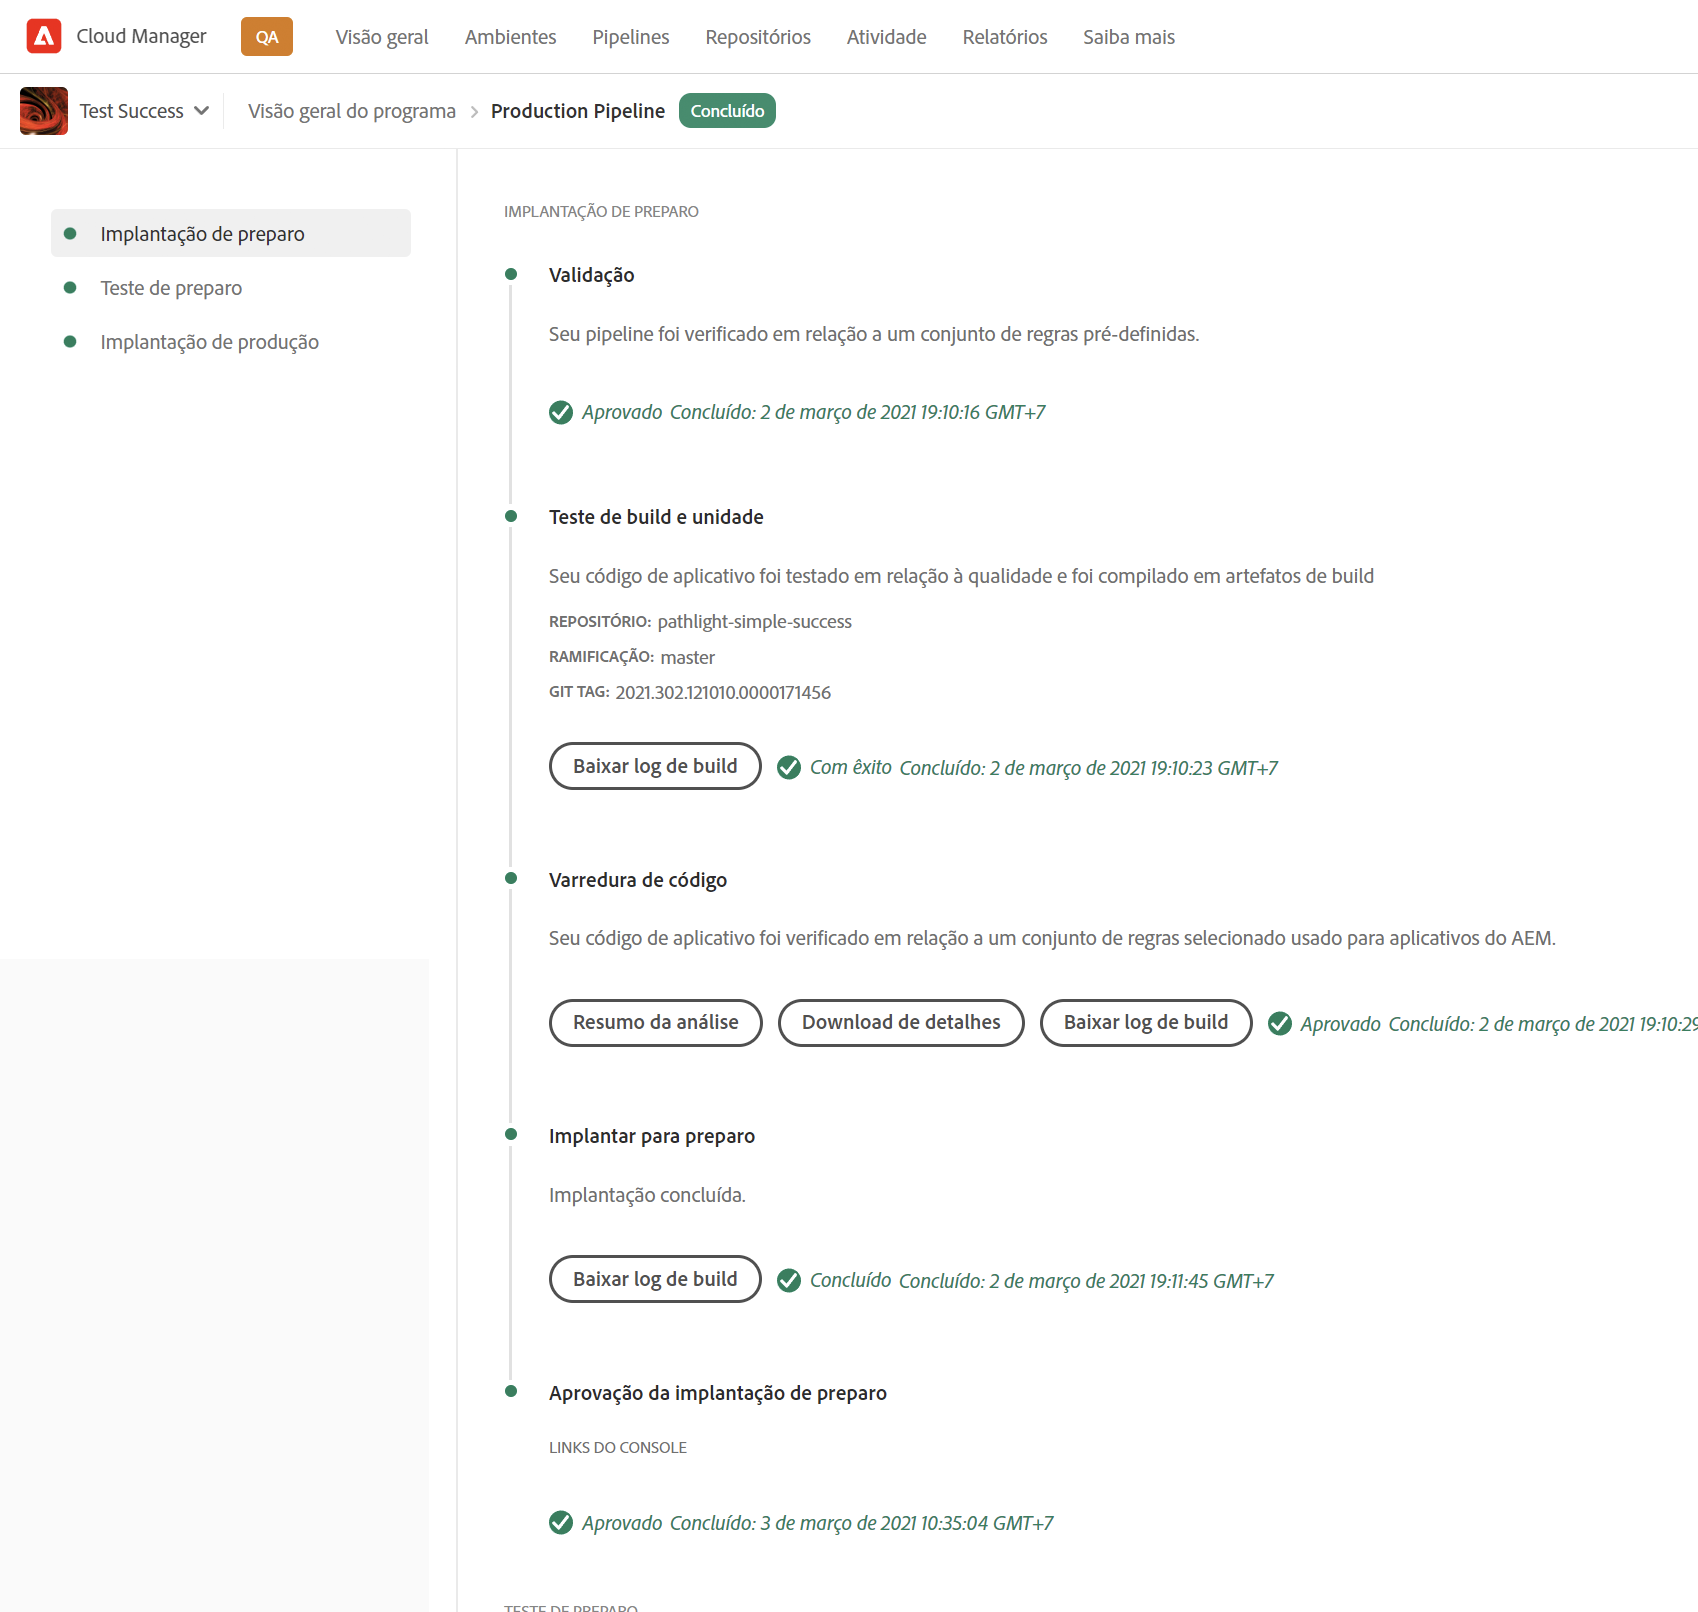 Cloud Manager QA Visão geral Ambientes Pipelines Repositórios Atividade Relatórios Saiba mais
Test Success Visão geral do programa Production Pipeline Concluído
Implantação de preparo
Teste de preparo
Implantação de produção
IMPLANTAÇÃO DE PREPARO
Validação
Seu pipeline foi verificado em relação a um conjunto de regras pré-definidas.
Aprovado Concluído: 2 de março de 2021 19:10:16 GMT+7
Teste de build e unidade
Seu código de aplicativo foi testado em relação à qualidade e foi compilado em artefatos de build
REPOSITÓRIO: pathlight-simple-success
RAMIFICAÇÃO: master
GIT TAG: 2021.302.121010.0000171456
Baixar log de build Com êxito Concluído: 2 de março de 2021 19:10:23 GMT+7
Varredura de código
Seu código de aplicativo foi verificado em relação a um conjunto de regras selecionado usado para aplicativos do AEM.
Resumo da análise Download de detalhes Baixar log de build Aprovado Concluído: 2 de março de 2021 19:10:29
Implantar para preparo
Implantação concluída.
Baixar log de build Concluído Concluído: 2 de março de 2021 19:11:45 GMT+7
Aprovação da implantação de preparo
LINKS DO CONSOLE
Aprovado Concluído: 3 de março de 2021 10:35:04 GMT+7
TESTE DE PREPARO